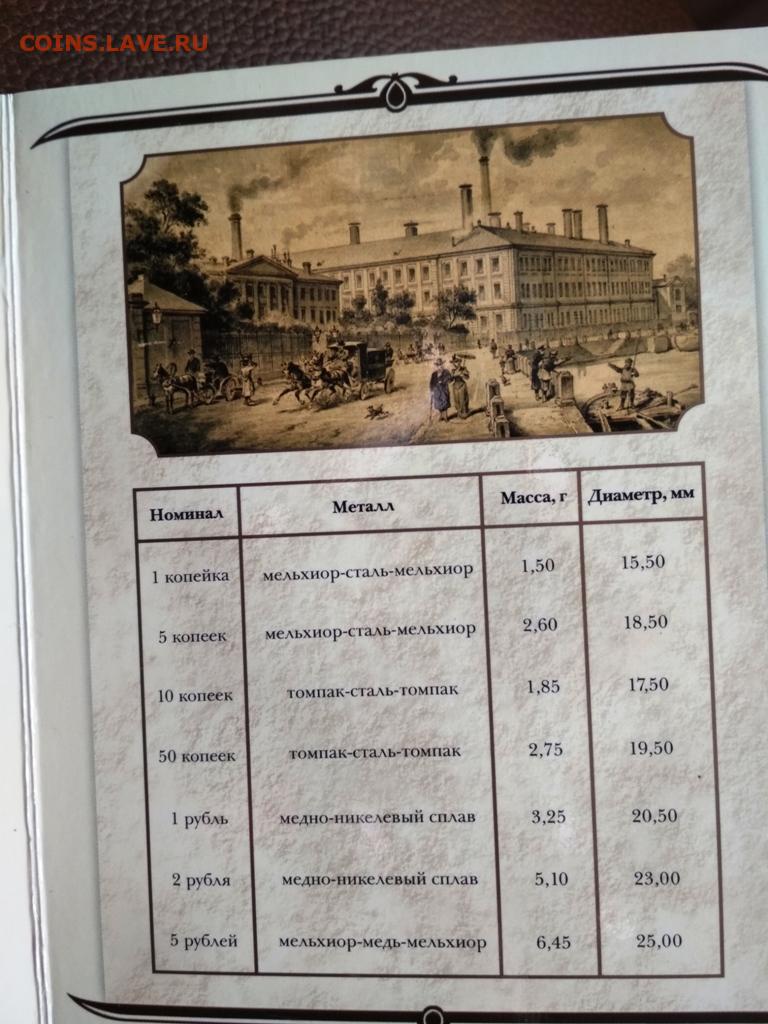 COINS.LAVE.RU
Номинал Металл Масса, г Диаметр, мм
1 копейка мельхиор-сталь-мельхиор 1,50 15,50
5 копеек мельхиор-сталь-мельхиор 2,60 18,50
10 копеек томпак-сталь-томпак 1,85 17,50
50 копеек томпак-сталь-томпак 2,75 19,50
1 рубль медно-никелевый сплав 3,25 20,50
2 рубля медно-никелевый сплав 5,10 23,00
5 рублей мельхиор-медь-мельхиор 6,45 25,00